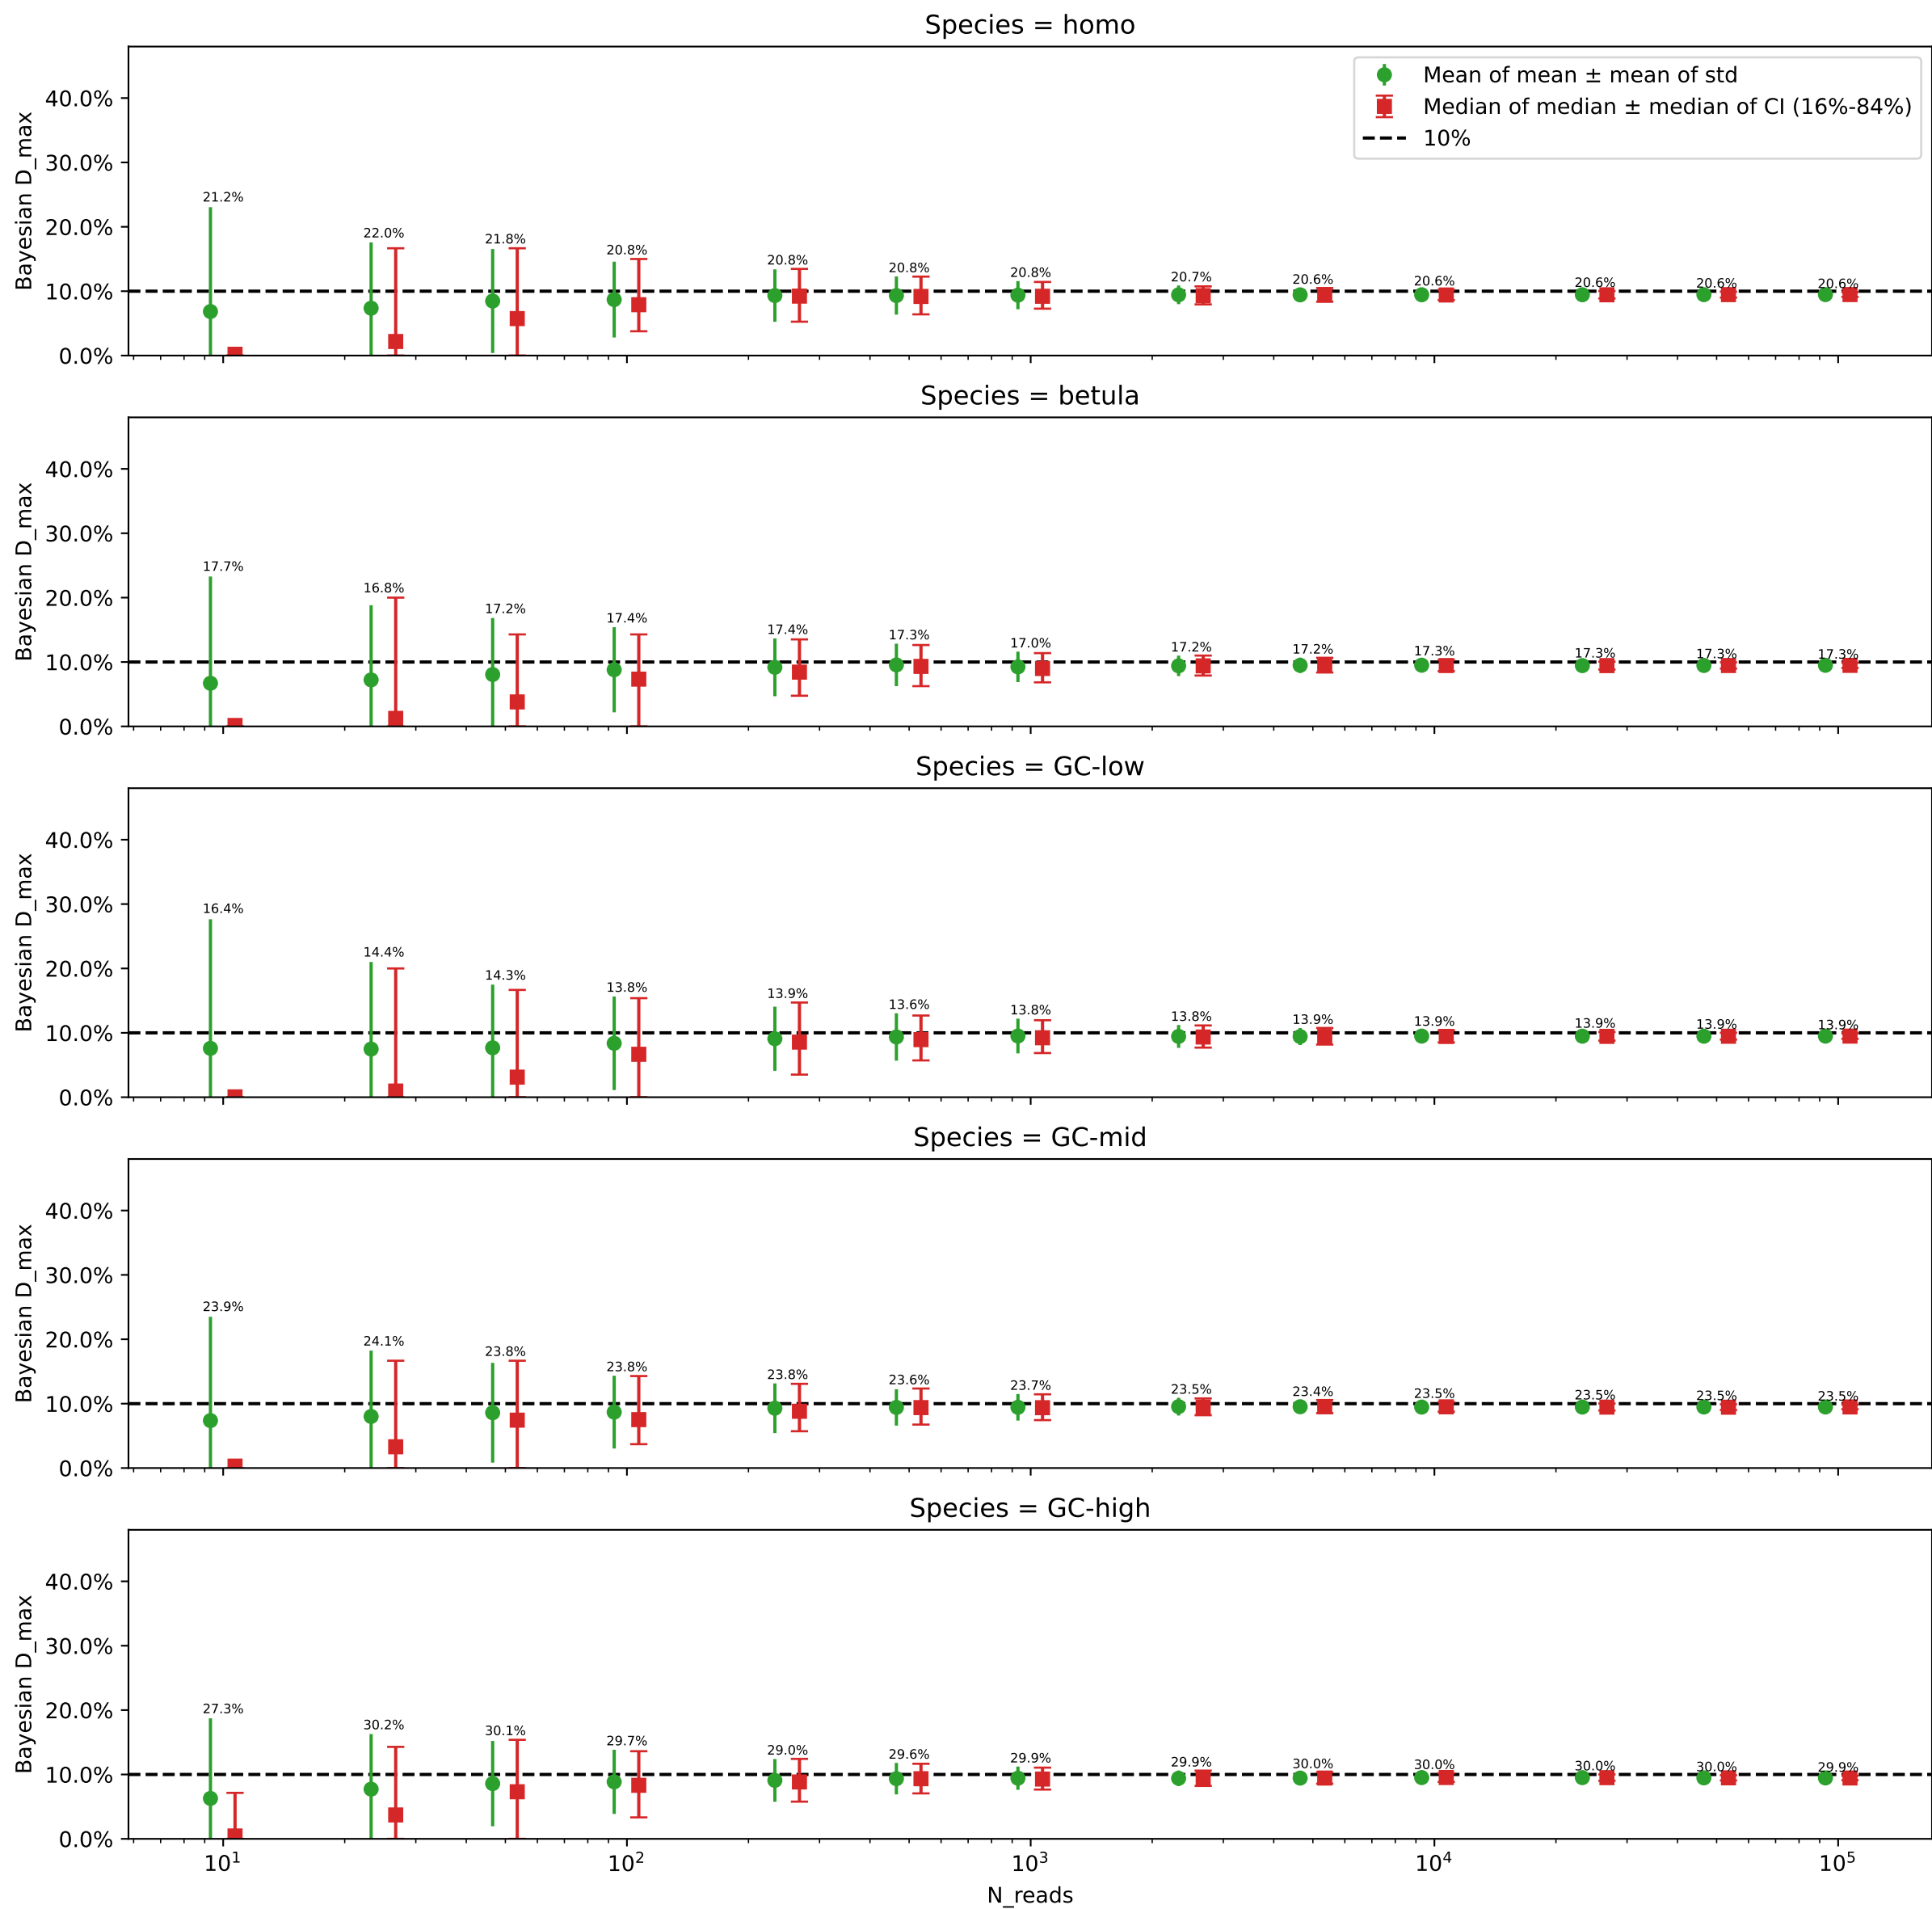 Species = homo
Bayesian D_max
40.0%
30.0%
20.0%
10.0%
0.0%
Mean of mean ± mean of std
Median of median ± median of CI (16%-84%)
10%
21.2% 22.0% 21.8% 20.8% 20.8% 20.8% 20.8% 20.7% 20.6% 20.6% 20.6% 20.6% 20.6%
Species = betula
Bayesian D_max
40.0%
30.0%
20.0%
10.0%
0.0%
17.7% 16.8% 17.2% 17.4% 17.4% 17.3% 17.0% 17.2% 17.2% 17.3% 17.3% 17.3% 17.3%
Species = GC-low
Bayesian D_max
40.0%
30.0%
20.0%
10.0%
0.0%
16.4% 14.4% 14.3% 13.8% 13.9% 13.6% 13.8% 13.8% 13.9% 13.9% 13.9% 13.9% 13.9%
Species = GC-mid
Bayesian D_max
40.0%
30.0%
20.0%
10.0%
0.0%
23.9% 24.1% 23.8% 23.8% 23.8% 23.6% 23.7% 23.5% 23.4% 23.5% 23.5% 23.5% 23.5%
Species = GC-high
Bayesian D_max
40.0%
30.0%
20.0%
10.0%
0.0%
27.3% 30.2% 30.1% 29.7% 29.0% 29.6% 29.9% 29.9% 30.0% 30.0% 30.0% 30.0% 29.9%
10¹ 10² 10³ 10⁴ 10⁵
N_reads